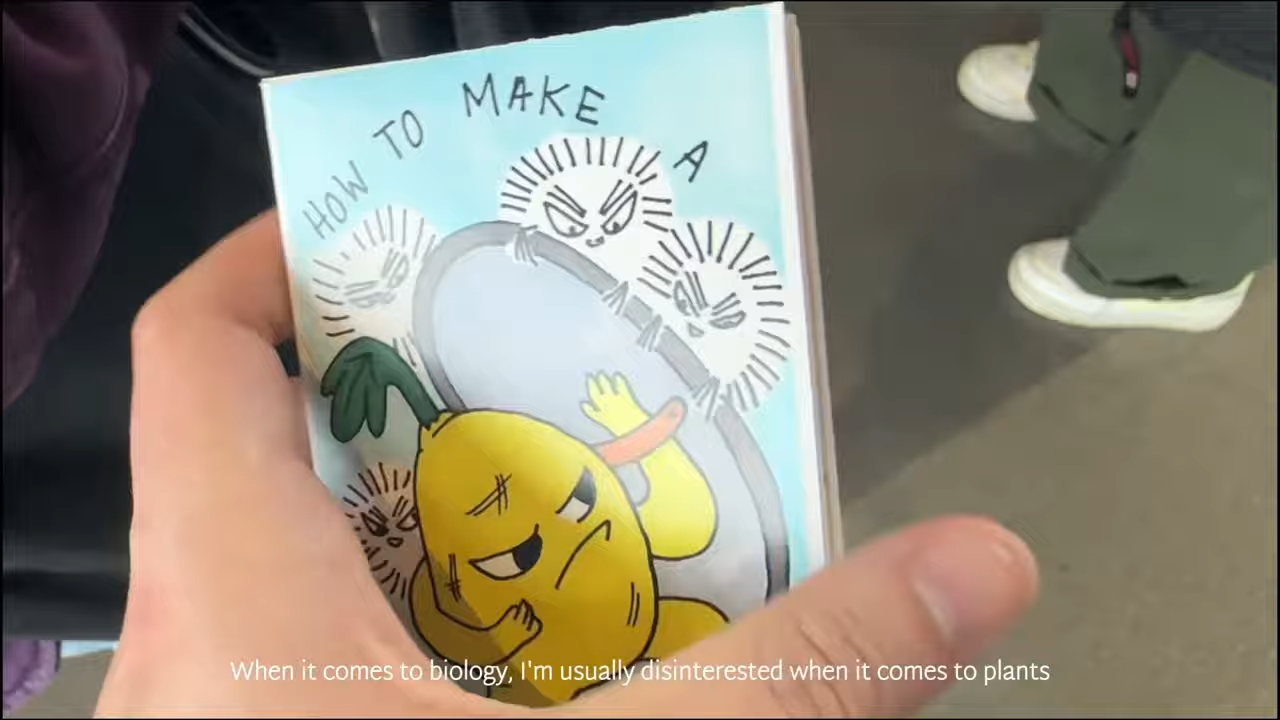 HOW TO MAKE A
When it comes to biology, I'm usually disinterested when it comes to plants